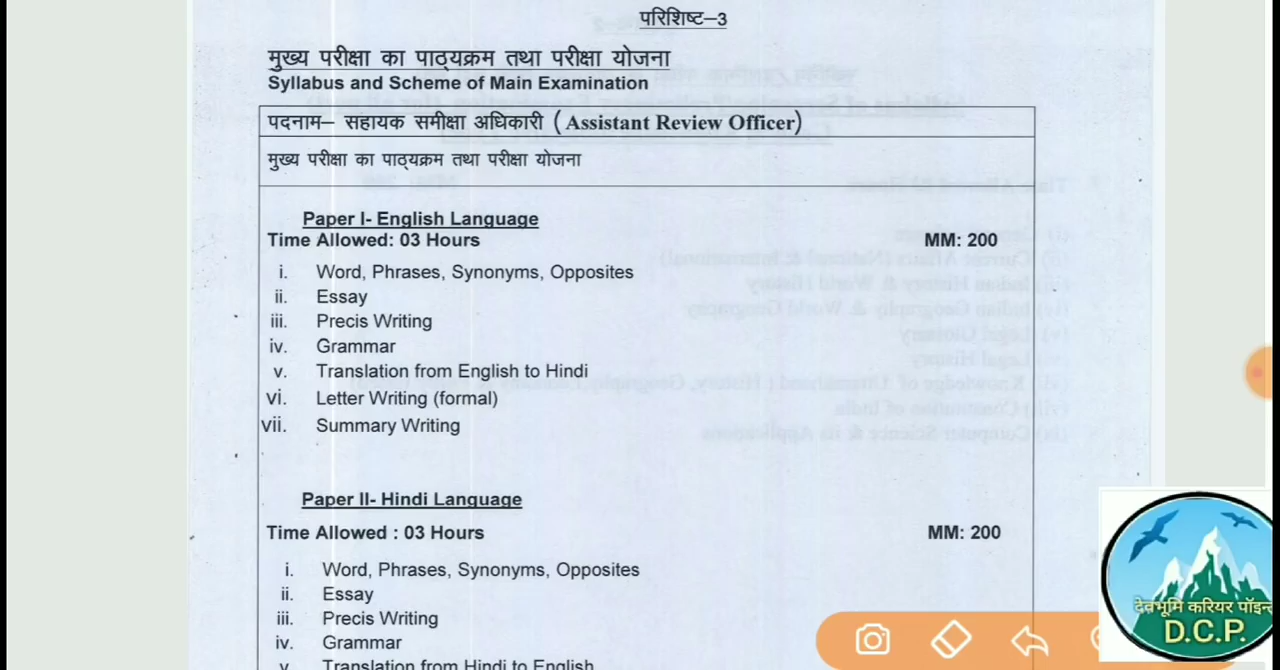 परिशिष्ट–3
मुख्य परीक्षा का पाठ्यक्रम तथा परीक्षा योजना
Syllabus and Scheme of Main Examination
पदनाम– सहायक समीक्षा अधिकारी ( Assistant Review Officer)
मुख्य परीक्षा का पाठ्यक्रम तथा परीक्षा योजना
Paper I- English Language
Time Allowed: 03 Hours MM: 200
i. Word, Phrases, Synonyms, Opposites
ii. Essay
iii. Precis Writing
iv. Grammar
v. Translation from English to Hindi
vi. Letter Writing (formal)
vii. Summary Writing
Paper II- Hindi Language
Time Allowed : 03 Hours MM: 200
i. Word, Phrases, Synonyms, Opposites
ii. Essay
iii. Precis Writing
iv. Grammar
v. Translation from Hindi to English
देवभूमि करियर पॉइन्ट
D.C.P.